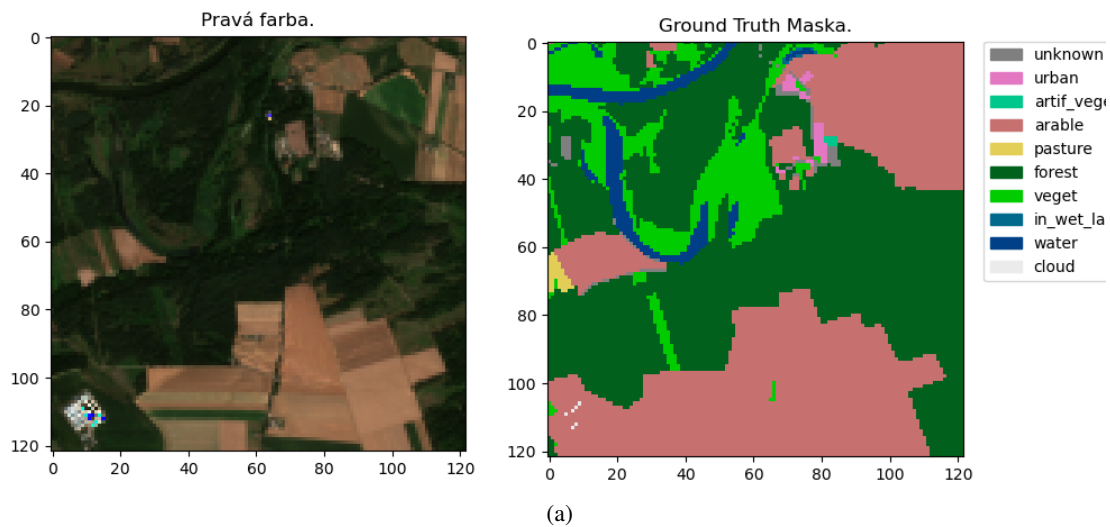 Pravá farba.
0
20
40
60
80
100
120
0 20 40 60 80 100 120
Ground Truth Maska.
0
20
40
60
80
100
120
0 20 40 60 80 100 120
unknown
urban
artif_vege
arable
pasture
forest
veget
in_wet_la
water
cloud
(a)